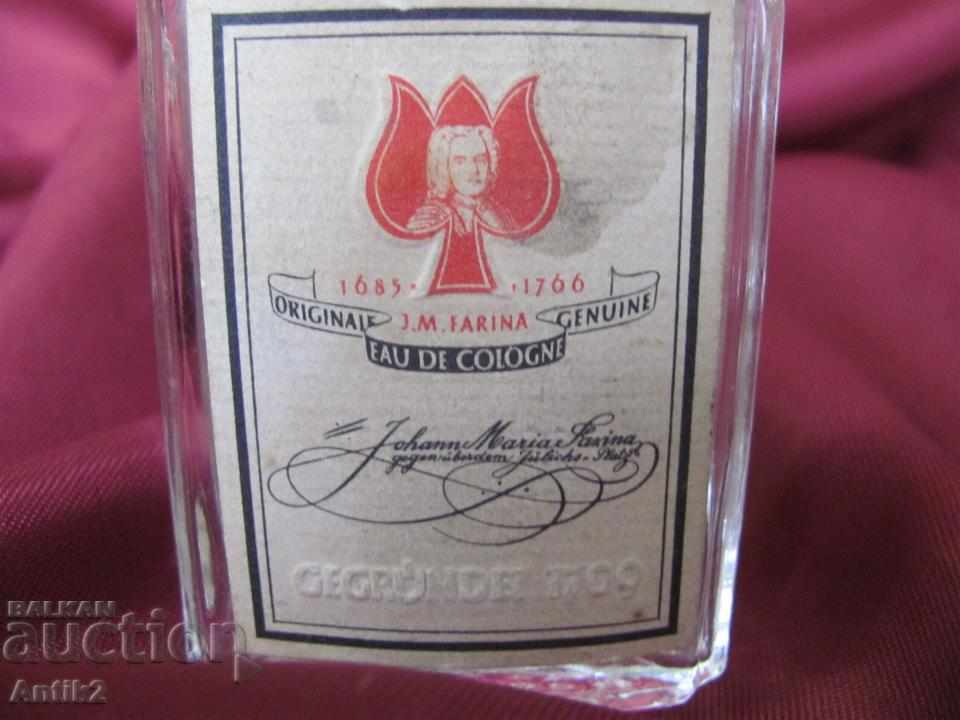 1685 · · 1766
ORIGINALE J.M. FARINA GENUINE
EAU DE COLOGNE
Johann Maria Farina
gegenüber dem Jülichs-Platz
GEGRÜNDET 1709
BALKAN
auction
Antik2